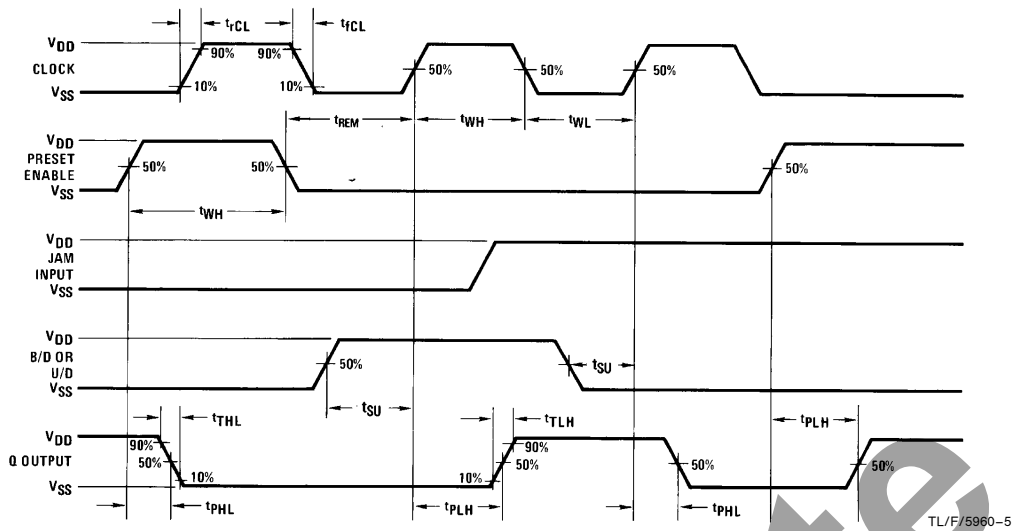 trCL tfCL
VDD
90% 90%
CLOCK 50% 50% 50%
10% 10%
VSS
tREM tWH tWL
VDD
PRESET
ENABLE
50% 50% 50%
VSS
tWH
VDD
JAM
INPUT
VSS
VDD
B/D OR
U/D
50% tSU
VSS
tSU
tTHL tTLH tPLH
VDD
90% 90%
Q OUTPUT 50% 50% 50% 50%
10% 10%
VSS
tPHL tPLH tPHL
TL/F/5960–5